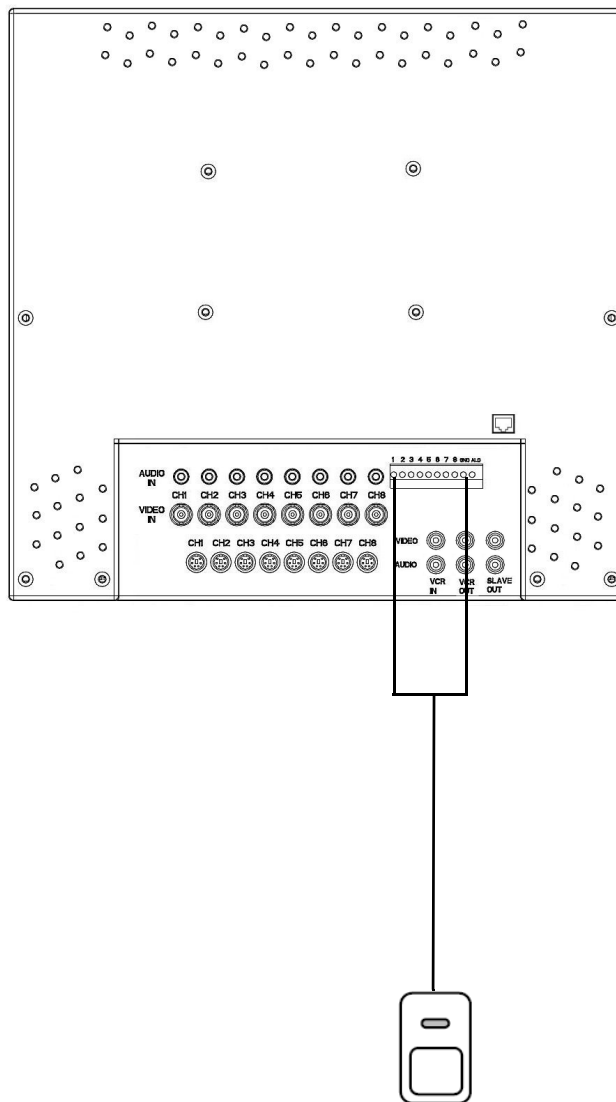 1 2 3 4 5 6 7 8 GND ALO
AUDIO IN
CH1 CH2 CH3 CH4 CH5 CH6 CH7 CH8
VIDEO IN
CH1 CH2 CH3 CH4 CH5 CH6 CH7 CH8
VIDEO
AUDIO
VCR IN
VCR OUT
SLAVE OUT